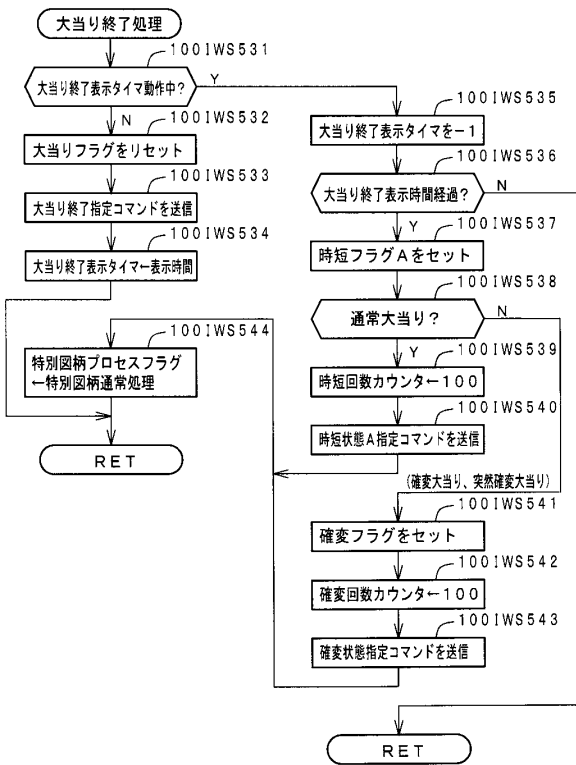 大当り終了処理
100IWS531
大当り終了表示タイマ動作中?
Y
N
100IWS532
大当りフラグをリセット
100IWS533
大当り終了指定コマンドを送信
100IWS534
大当り終了表示タイマ←表示時間
100IWS544
特別図柄プロセスフラグ
←特別図柄通常処理
RET
100IWS535
大当り終了表示タイマを−1
100IWS536
大当り終了表示時間経過?
N
Y
100IWS537
時短フラグAをセット
100IWS538
通常大当り?
N
Y
100IWS539
時短回数カウンタ←100
100IWS540
時短状態A指定コマンドを送信
(確変大当り、突然確変大当り)
100IWS541
確変フラグをセット
100IWS542
確変回数カウンタ←100
100IWS543
確変状態指定コマンドを送信
RET